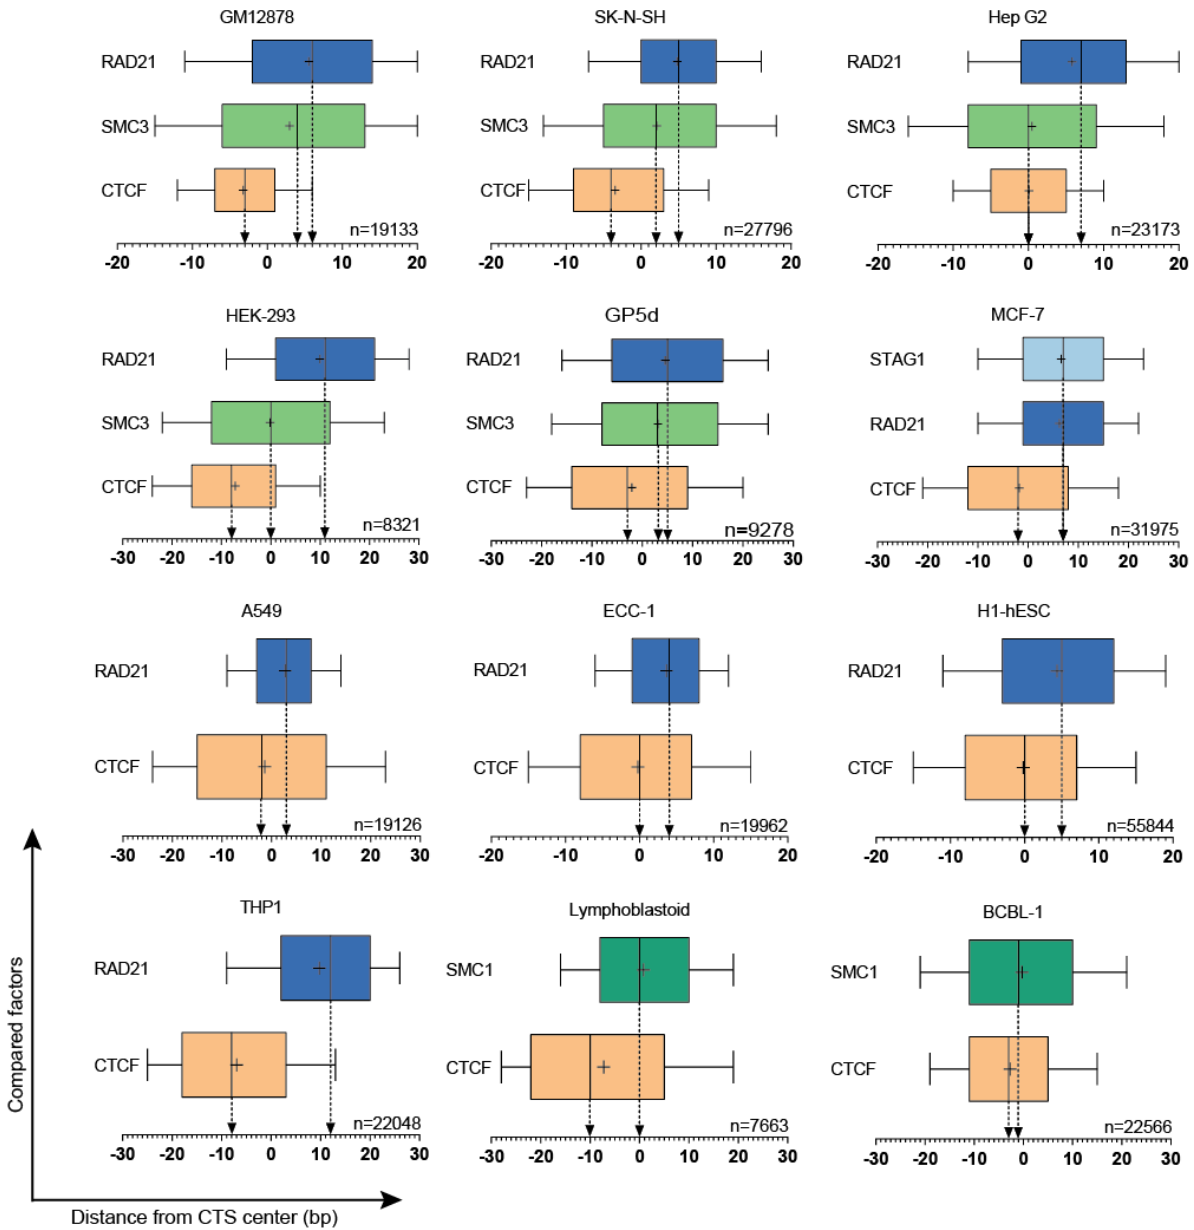 GM12878
RAD21
SMC3
CTCF
n=19133
-20 -10 0 10 20
SK-N-SH
RAD21
SMC3
CTCF
n=27796
-20 -10 0 10 20
Hep G2
RAD21
SMC3
CTCF
n=23173
-20 -10 0 10 20
HEK-293
RAD21
SMC3
CTCF
n=8321
-30 -20 -10 0 10 20 30
GP5d
RAD21
SMC3
CTCF
n=9278
-30 -20 -10 0 10 20 30
MCF-7
STAG1
RAD21
CTCF
n=31975
-30 -20 -10 0 10 20 30
A549
RAD21
CTCF
n=19126
-30 -20 -10 0 10 20 30
ECC-1
RAD21
CTCF
n=19962
-20 -10 0 10 20
H1-hESC
RAD21
CTCF
n=55844
-20 -10 0 10 20
THP1
RAD21
CTCF
n=22048
-30 -20 -10 0 10 20 30
Lymphoblastoid
SMC1
CTCF
n=7663
-30 -20 -10 0 10 20 30
BCBL-1
SMC1
CTCF
n=22566
-30 -20 -10 0 10 20 30
Compared factors
Distance from CTS center (bp)